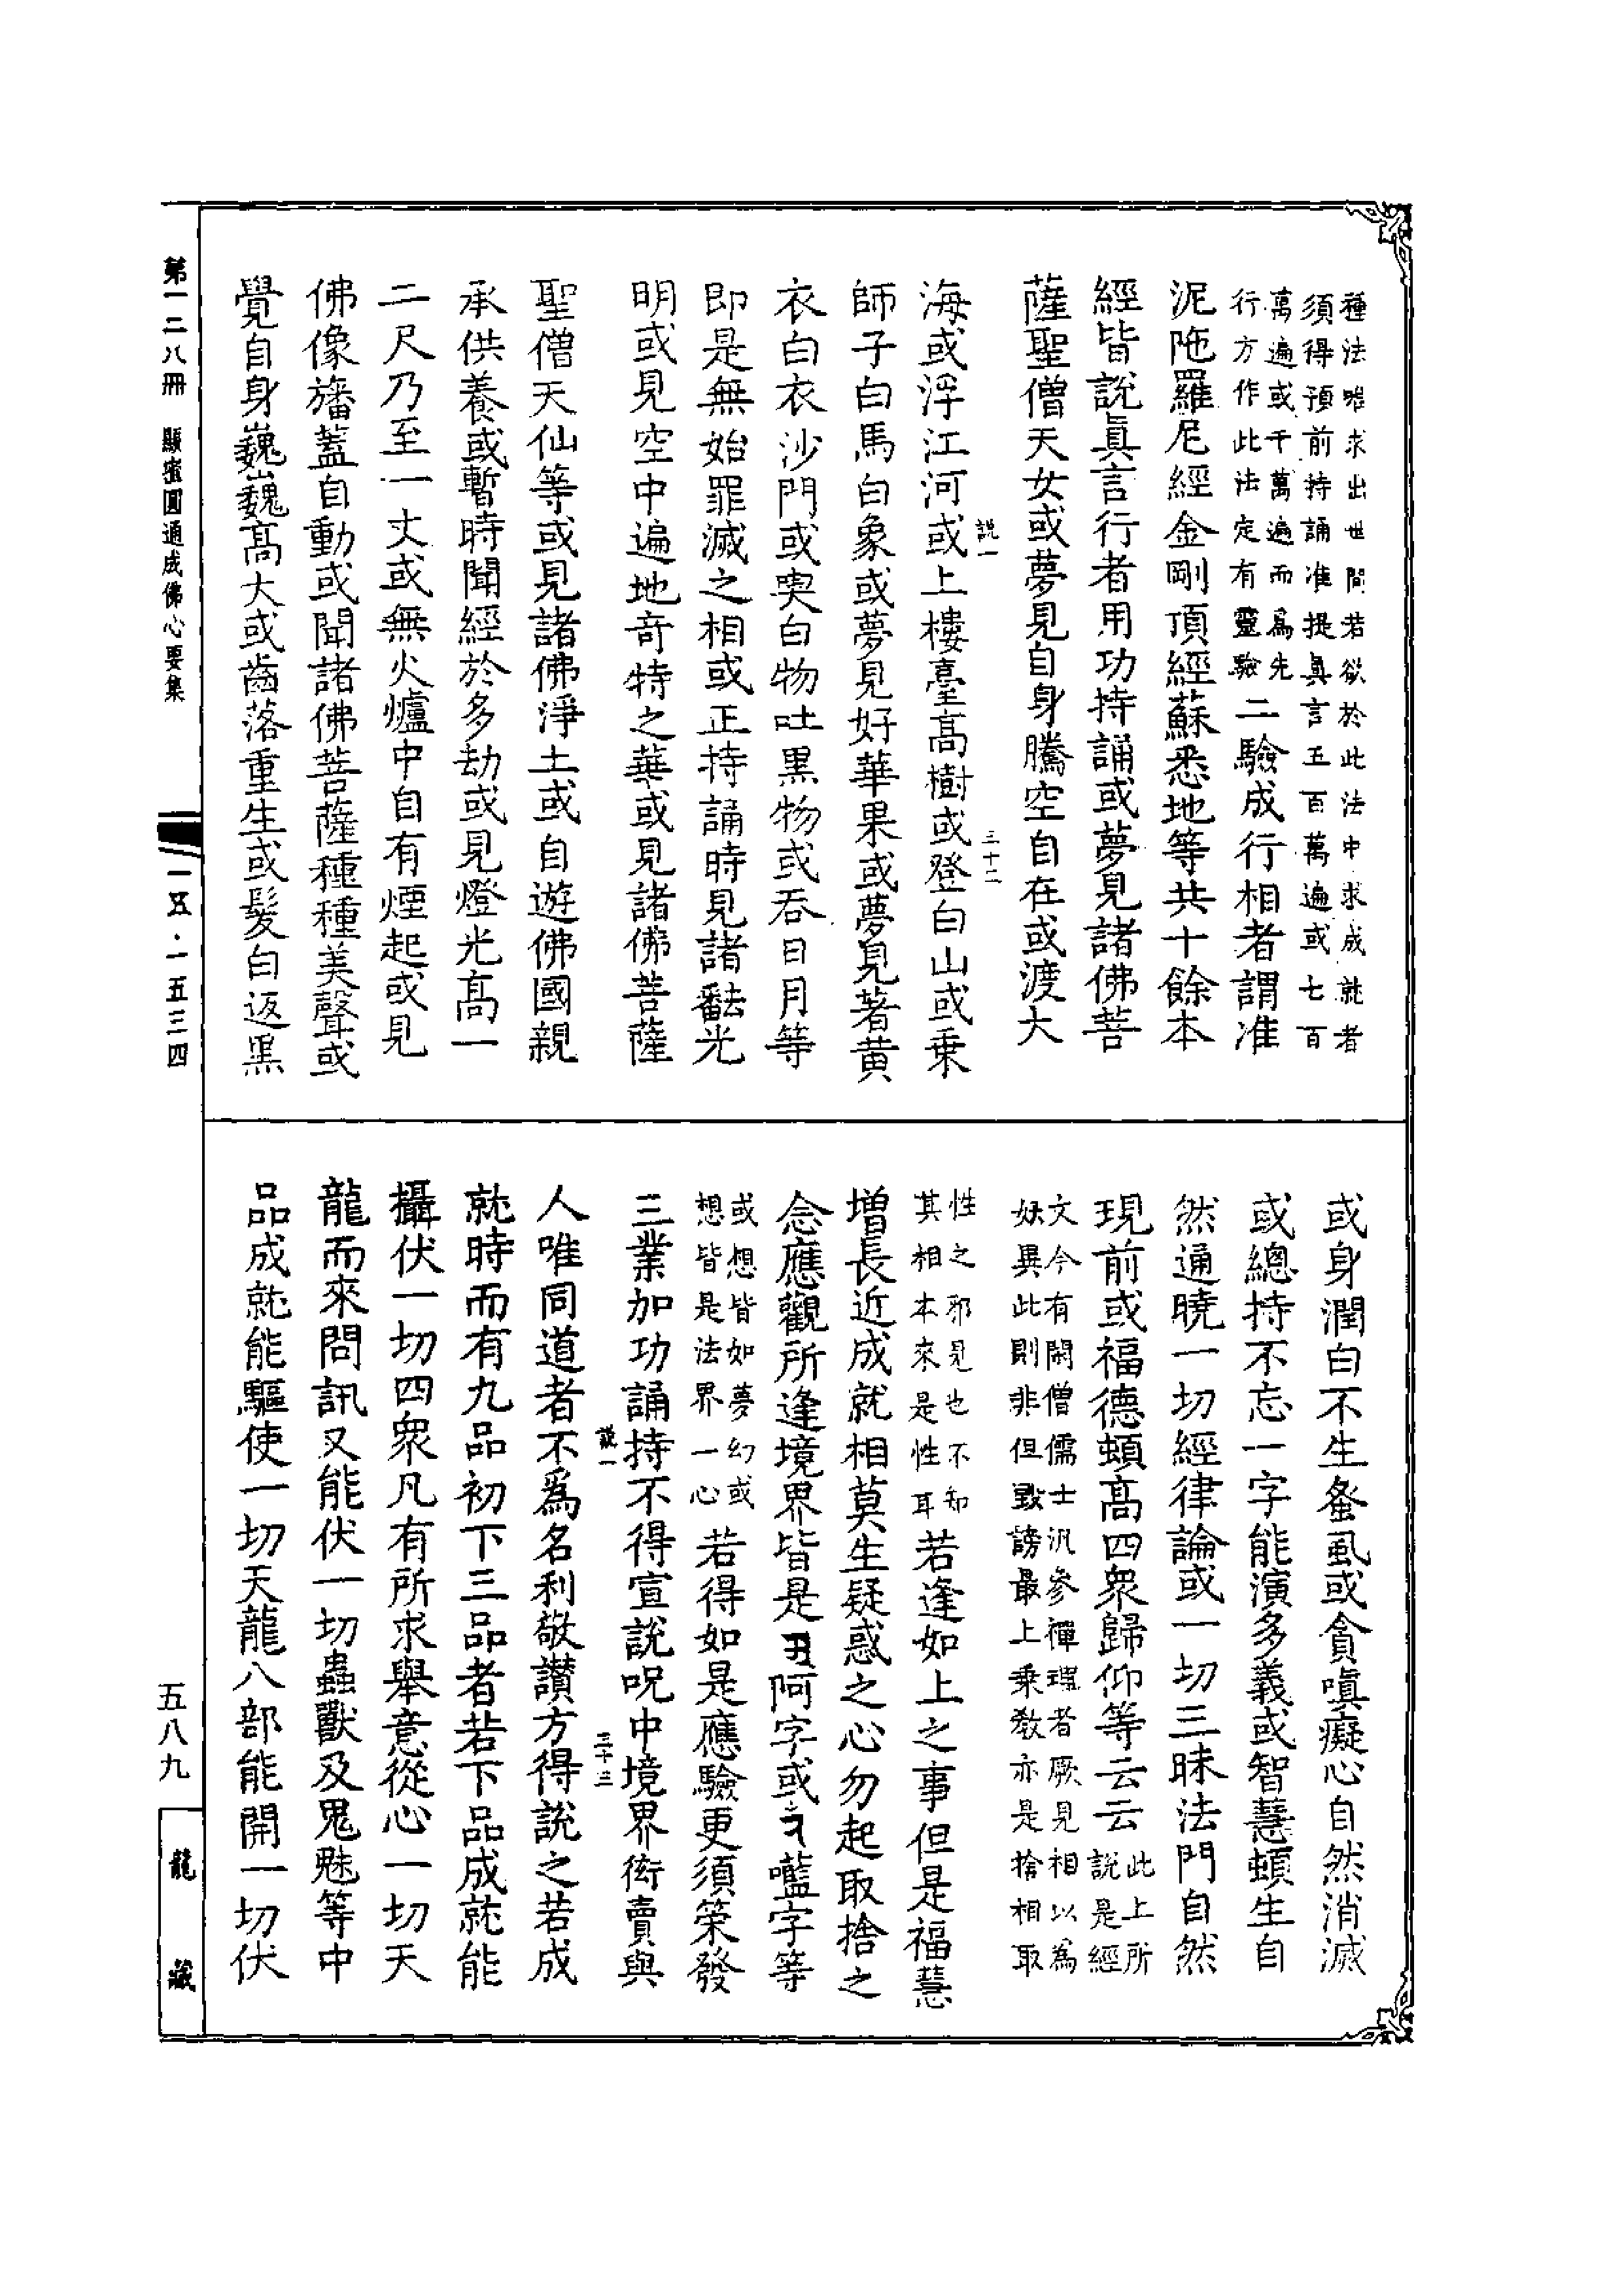 種法唯求出世間若欲於此法中求成就者
須得預前持誦准提眞言五百萬遍或七百
萬遍或千萬遍而爲先
行方作此法定有靈驗
二驗成行相者謂准
泥陁羅尼經金剛頂經蘇悉地等共十餘本
經皆說眞言行者用功持誦或夢見諸佛菩
薩聖僧天女或夢見自身騰空自在或渡大
說一
三十二
海或浮江河或上樓臺高樹或登白山或乗
師子白馬白象或夢見好華果或夢見著黃
衣白衣沙門或喫白物吐黒物或吞日月等
即是無始罪滅之相或正持誦時見諸𤾁光
明或見空中遍地奇特之華或見諸佛菩薩
聖僧天仙等或見諸佛淨土或自遊佛國親
承供養或暫時聞經於多劫或見燈光高一
二尺乃至一丈或無火爐中自有煙起或見
佛像旛蓋自動或聞諸佛菩薩種種美聲或
覺自身巍巍高大或齒落重生或髮白返黒
或身潤白不生蚤虱或貪嗔癡心自然消滅
或總持不忘一字能演多義或智慧頓生自
然通曉一切經律論或一切三昧法門自然
現前或福德頓高四衆歸仰等云云
此上所
說是經
文今有閑僧儒士汎參禪理者厥見相以為
妖異此則非但毀謗最上乗教亦是捨相取
性之邪見也不知
其相本來是性耳
若逢如上之事但是福慧
增長近成就相莫生疑惑之心勿起取捨之
念應觀所逢境界皆是阿字或㘕字等
或想皆如夢幻或
想皆是法界一心
若得如是應驗更須策發
三業加功誦持不得宣說呪中境界衒賣與
說一
三十三
人唯同道者不爲名利敬讃方得說之若成
就時而有九品初下三品者若下品成就能
攝伏一切四衆凡有所求舉意從心一切天
龍而來問訊又能伏一切蟲獸及鬼魅等中
品成就能驅使一切天龍八部能開一切伏
第一二八冊　顯密圓通成佛心要集
一五·一五三四
五八九
龍藏